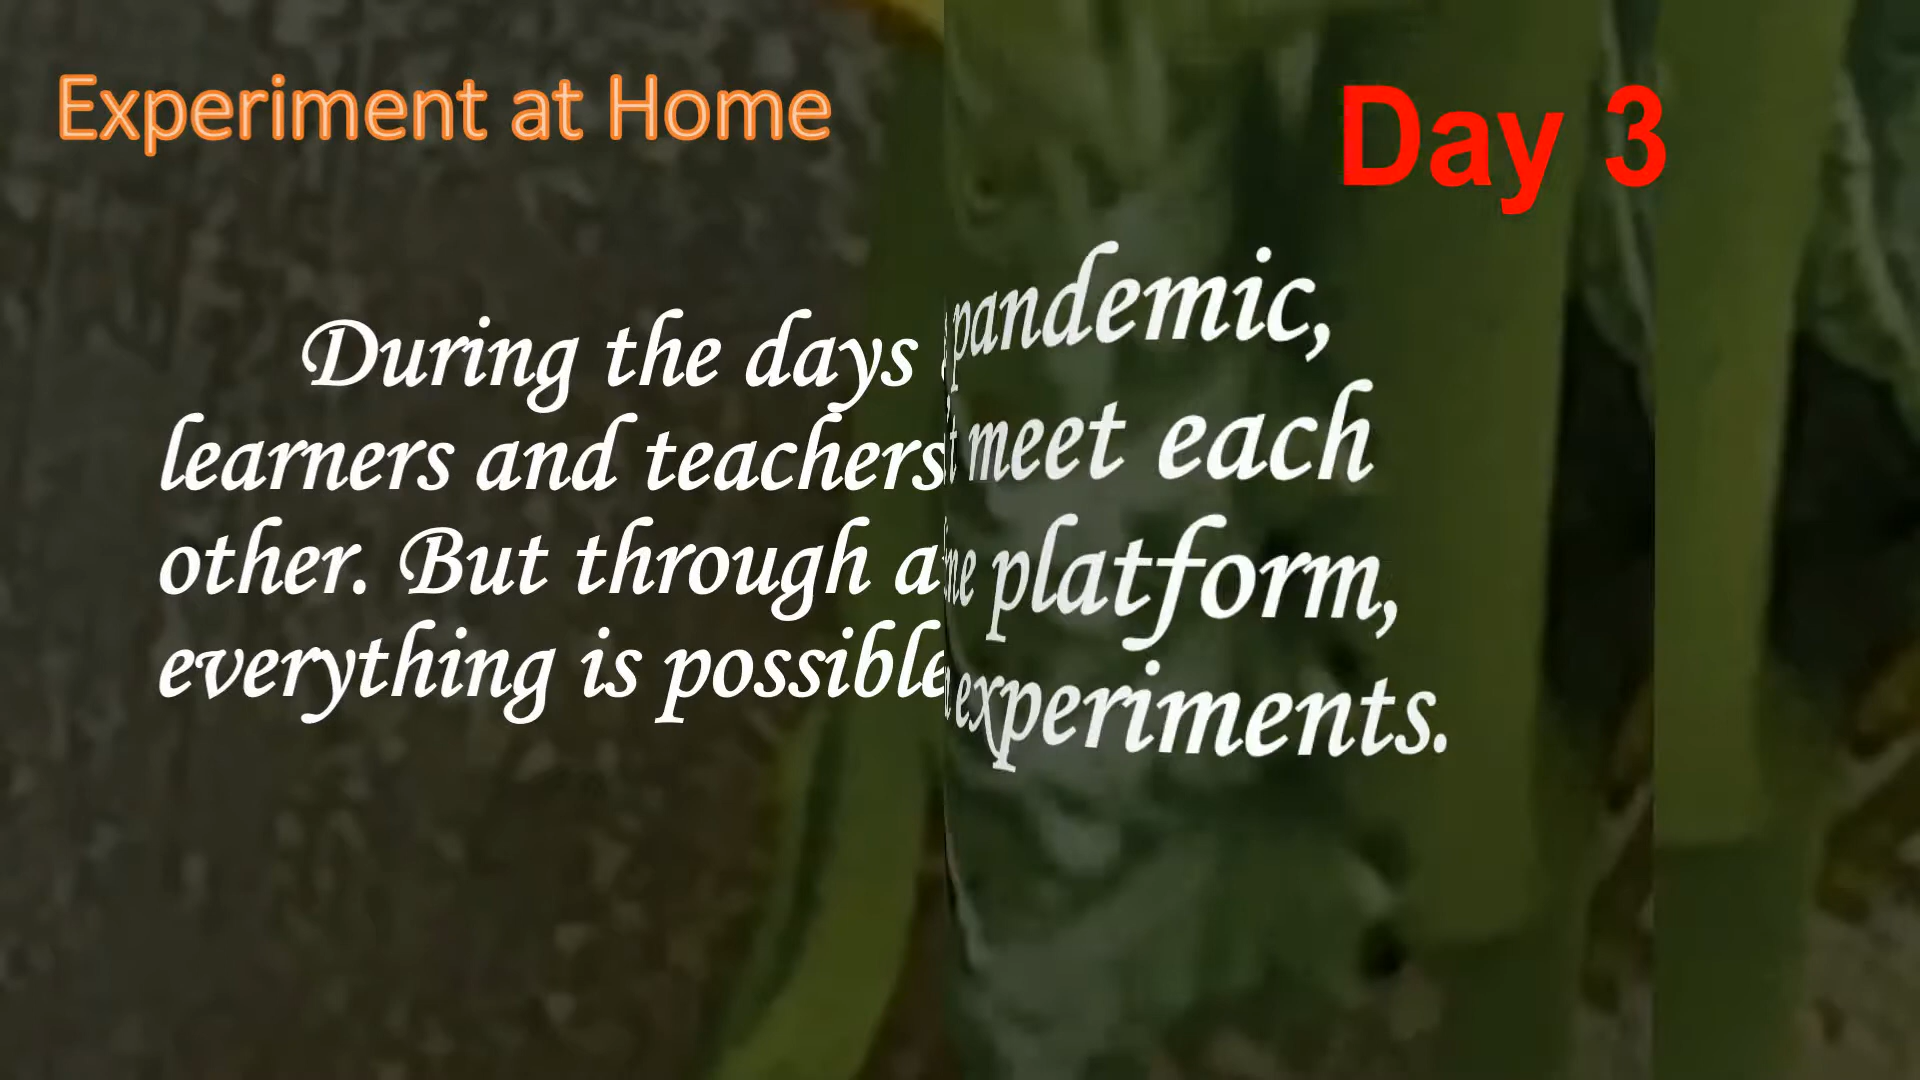 Experiment at Home
Day 3
During the days pandemic,
learners and teachers meet each
other. But through a platform,
everything is possible experiments.